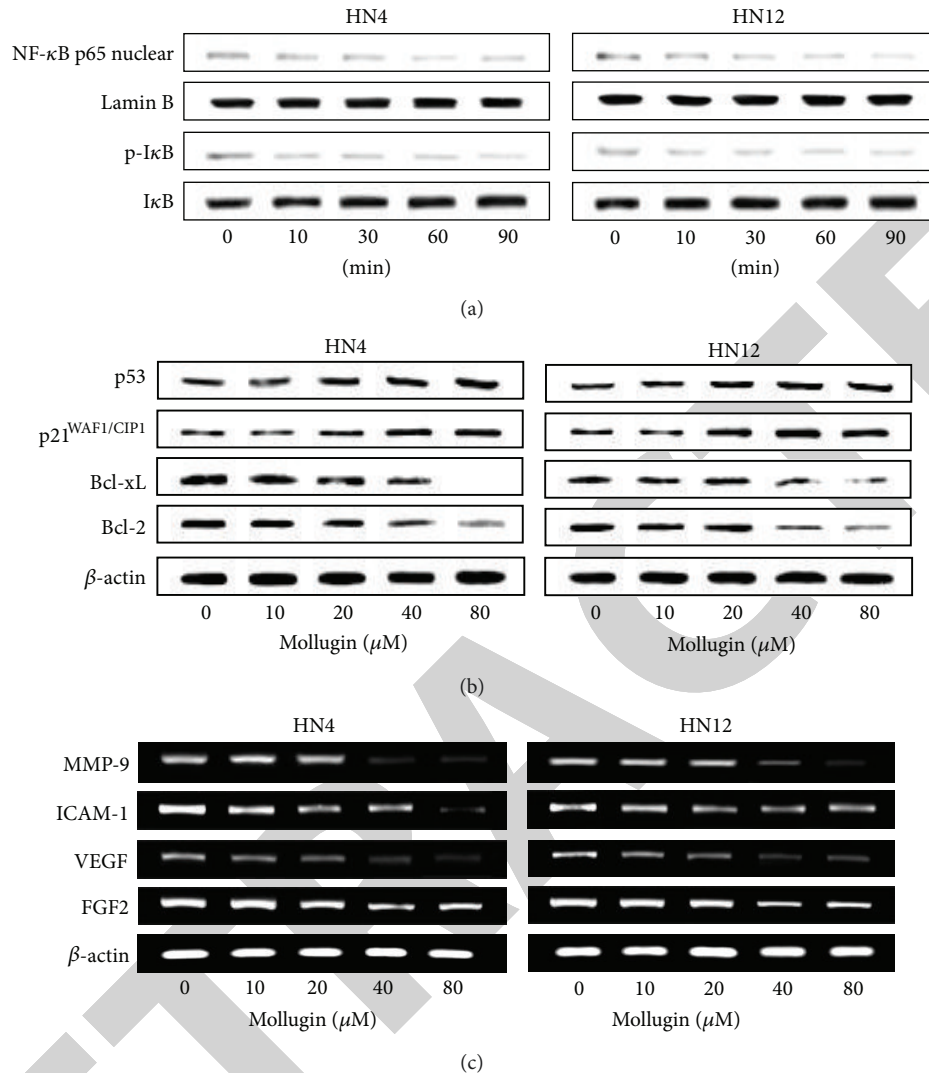 HN4 HN12
NF-κB p65 nuclear
Lamin B
p-IκB
IκB
0 10 30 60 90 0 10 30 60 90
(min) (min)
(a)
HN4 HN12
p53
p21WAF1/CIP1
Bcl-xL
Bcl-2
β-actin
0 10 20 40 80 0 10 20 40 80
Mollugin (μM) Mollugin (μM)
(b)
HN4 HN12
MMP-9
ICAM-1
VEGF
FGF2
β-actin
0 10 20 40 80 0 10 20 40 80
Mollugin (μM) Mollugin (μM)
(c)